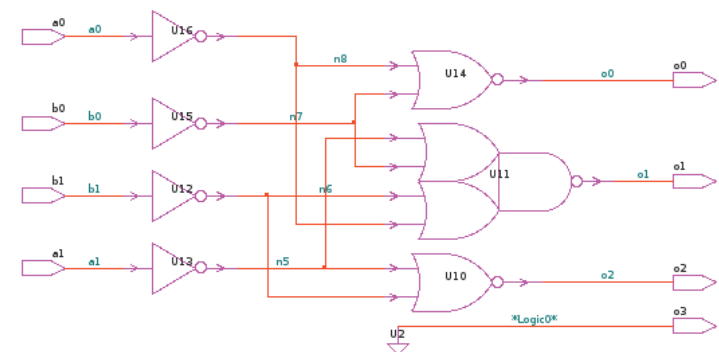 a0 a0 U16 n8 U14 o0 o0
b0 b0 U15 n7
U11 o1 o1
b1 b1 U12 n6
a1 a1 U13 n5 U10 o2 o2
*Logic0* o3
U2